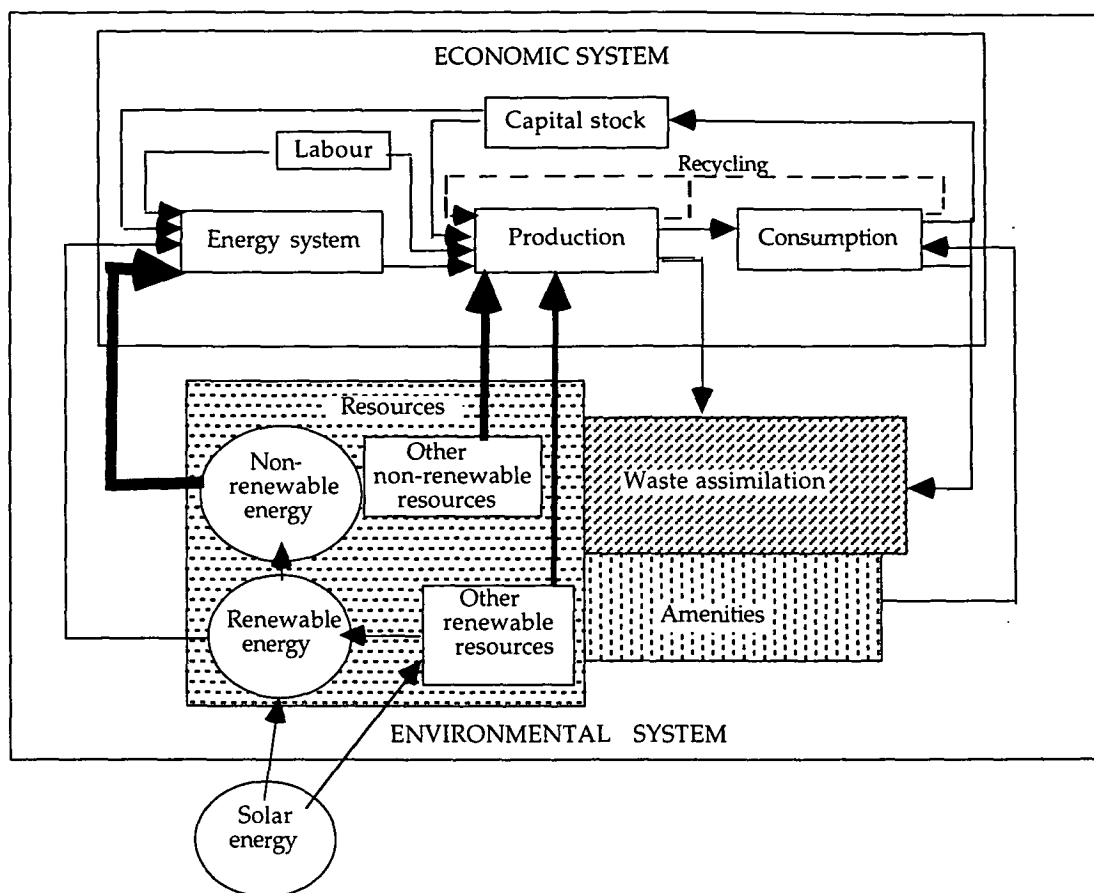 ECONOMIC SYSTEM
Capital stock
Labour
Recycling
Energy system
Production
Consumption
Resources
Non-
renewable
energy
Other
non-renewable
resources
Waste assimilation
Renewable
energy
Other
renewable
resources
Amenities
ENVIRONMENTAL SYSTEM
Solar
energy